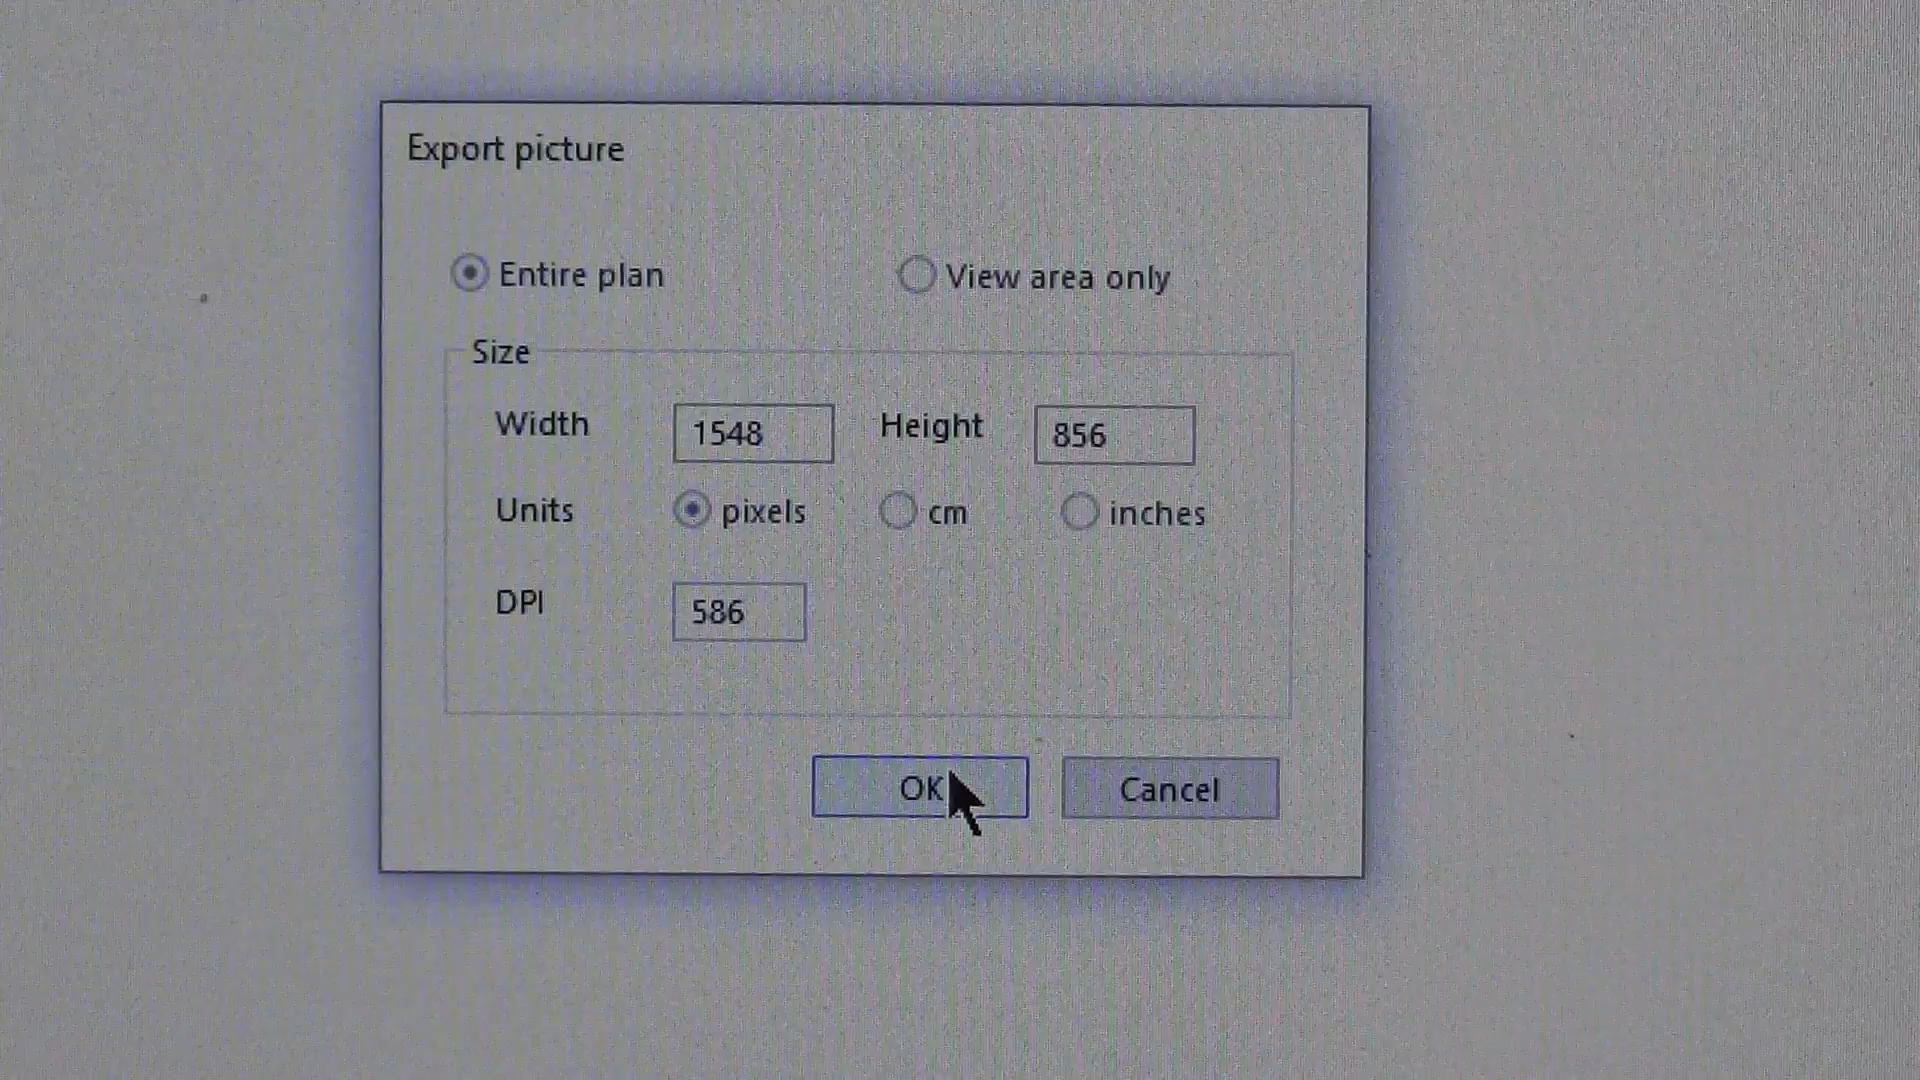 Export picture
Entire plan View area only
Size
Width 1548 Height 856
Units pixels cm inches
DPI 586
OK Cancel